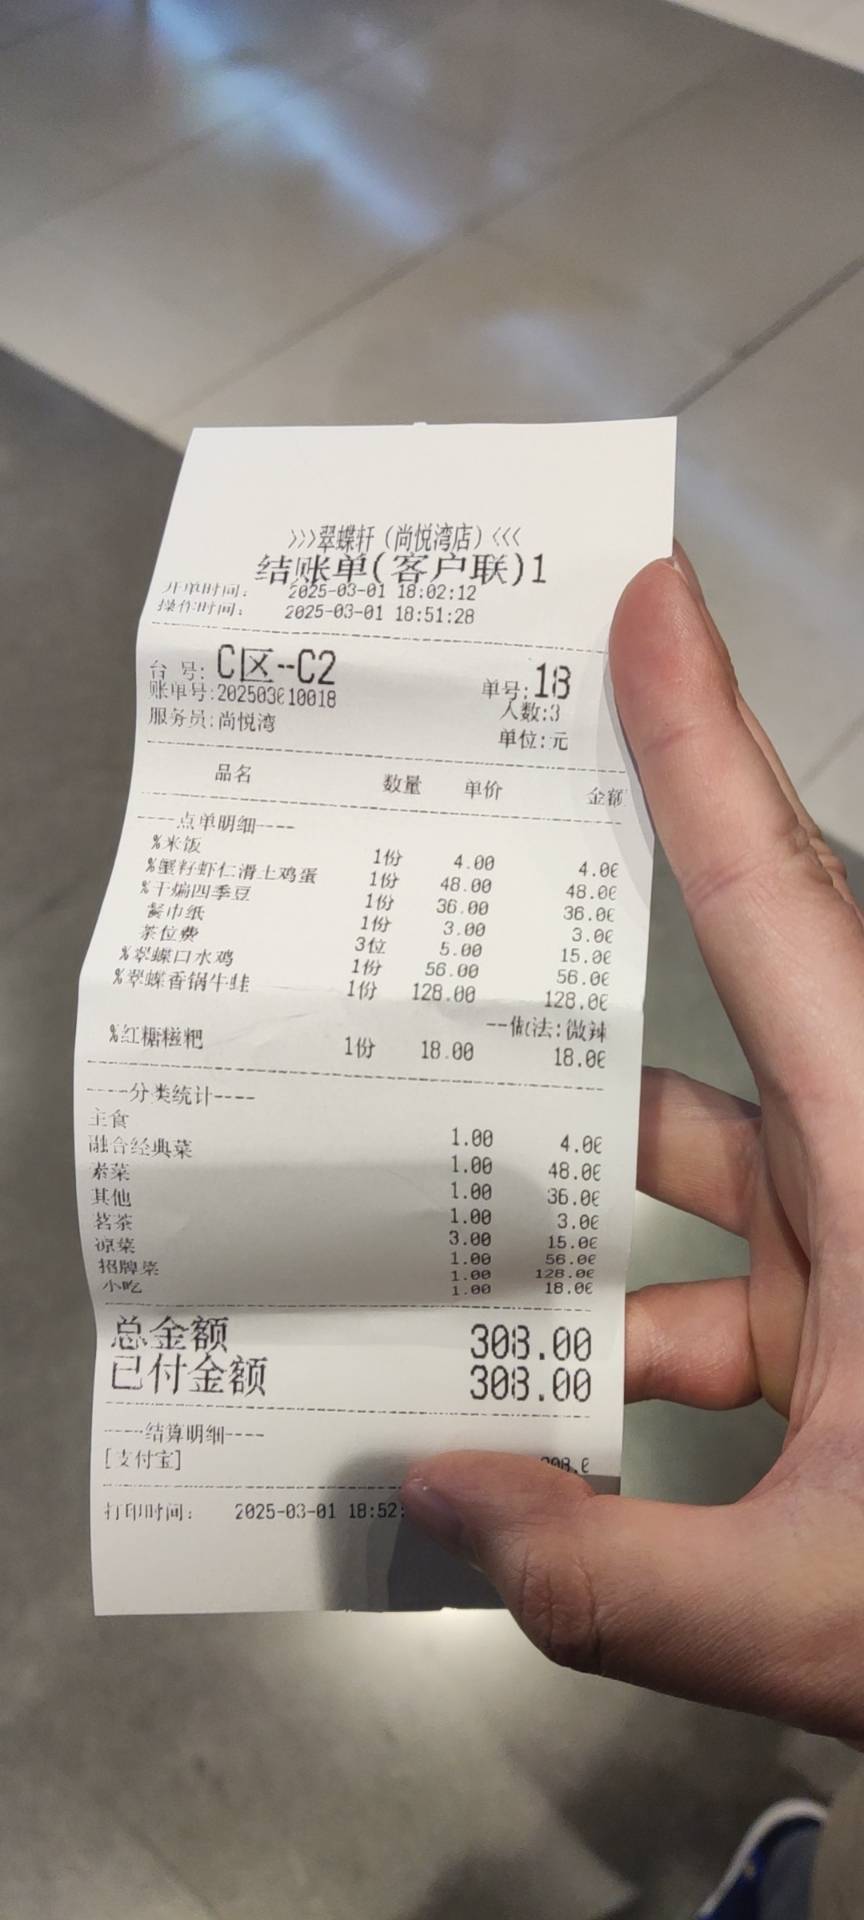 >>>翠蝶轩（尚悦湾店）<<<
结账单(客户联)1
开单时间: 2025-03-01 18:02:12
操作时间: 2025-03-01 18:51:28
台 号: C区--C2 单号:18
账单号:202503010018 人数:3
服务员:尚悦湾 单位:元
品名 数量 单价 金额
----点单明细----
%米饭 1份 4.00 4.00
%蟹籽虾仁滑土鸡蛋 1份 48.00 48.00
%干煸四季豆 1份 36.00 36.00
餐巾纸 1份 3.00 3.00
茶位费 3位 5.00 15.00
%翠蝶口水鸡 1份 56.00 56.00
%翠蝶香锅牛蛙 1份 128.00 128.00
--做法:微辣
%红糖糍粑 1份 18.00 18.00
----分类统计----
主食 1.00 4.00
融合经典菜 1.00 48.00
素菜 1.00 36.00
其他 1.00 3.00
茗茶 3.00 15.00
凉菜 1.00 56.00
招牌菜 1.00 128.00
小吃 1.00 18.00
总金额 308.00
已付金额 308.00
----结算明细----
[支付宝]
打印时间: 2025-03-01 18:52: